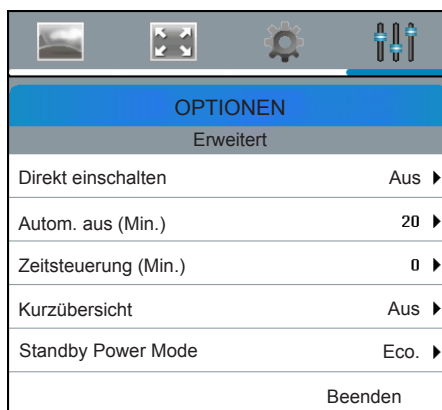 OPTIONEN
Erweitert
Direkt einschalten Aus
Autom. aus (Min.) 20
Zeitsteuerung (Min.) 0
Kurzübersicht Aus
Standby Power Mode Eco.
Beenden